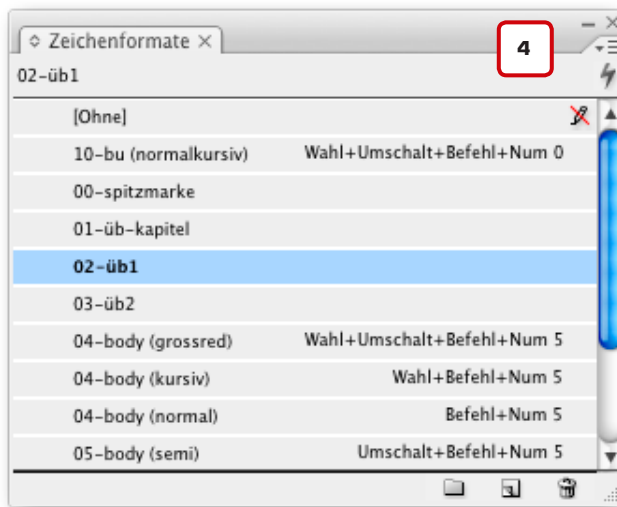 Zeichenformate
4
02-üb1
[Ohne]
10-bu (normalkursiv) Wahl+Umschalt+Befehl+Num 0
00-spitzmarke
01-üb-kapitel
02-üb1
03-üb2
04-body (grossred) Wahl+Umschalt+Befehl+Num 5
04-body (kursiv) Wahl+Befehl+Num 5
04-body (normal) Befehl+Num 5
05-body (semi) Umschalt+Befehl+Num 5